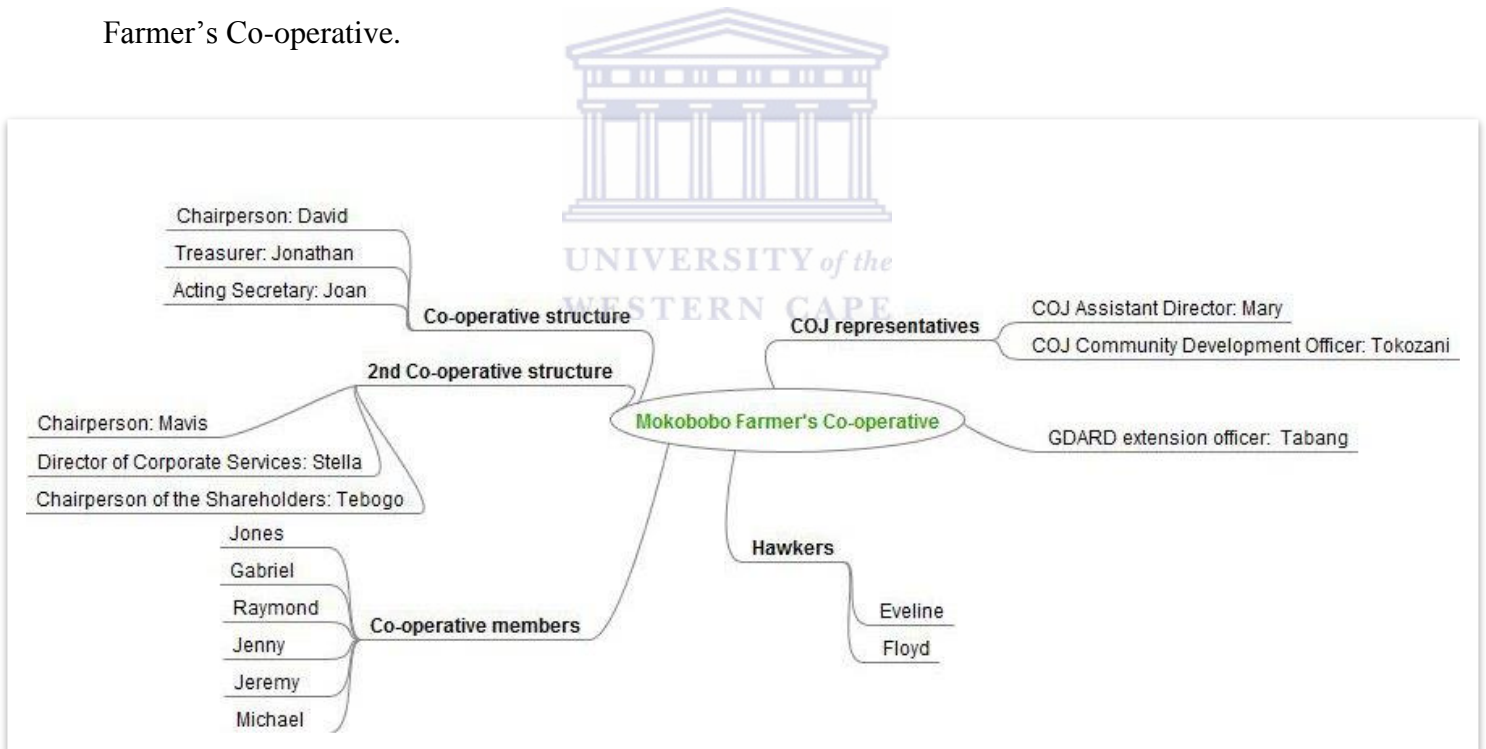 Farmer’s Co-operative.
UNIVERSITY of the
WESTERN CAPE
Chairperson: David
Treasurer: Jonathan
Acting Secretary: Joan
Co-operative structure
2nd Co-operative structure
Chairperson: Mavis
Director of Corporate Services: Stella
Chairperson of the Shareholders: Tebogo
Jones
Gabriel
Raymond
Jenny
Jeremy
Michael
Co-operative members
Mokobobo Farmer's Co-operative
COJ representatives
COJ Assistant Director: Mary
COJ Community Development Officer: Tokozani
GDARD extension officer: Tabang
Hawkers
Eveline
Floyd